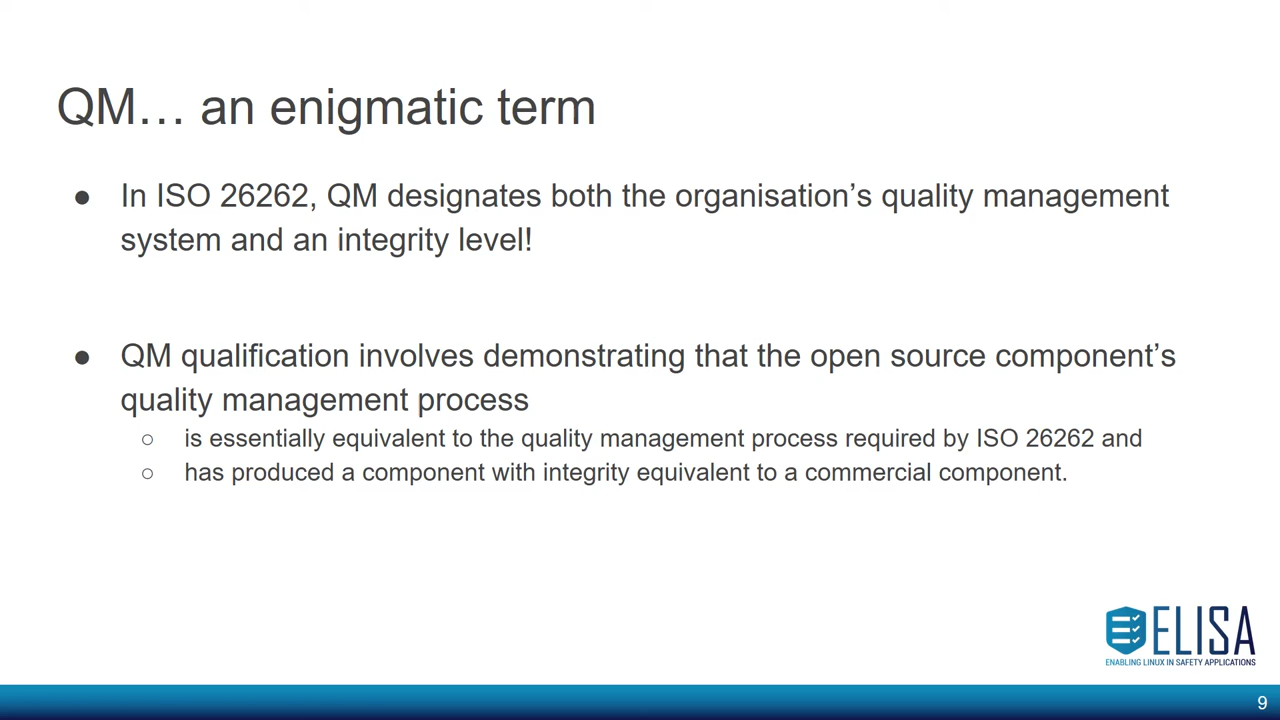 QM… an enigmatic term
● In ISO 26262, QM designates both the organisation’s quality management
system and an integrity level!
● QM qualification involves demonstrating that the open source component’s
quality management process
○ is essentially equivalent to the quality management process required by ISO 26262 and
○ has produced a component with integrity equivalent to a commercial component.
ELISA
ENABLING LINUX IN SAFETY APPLICATIONS
9